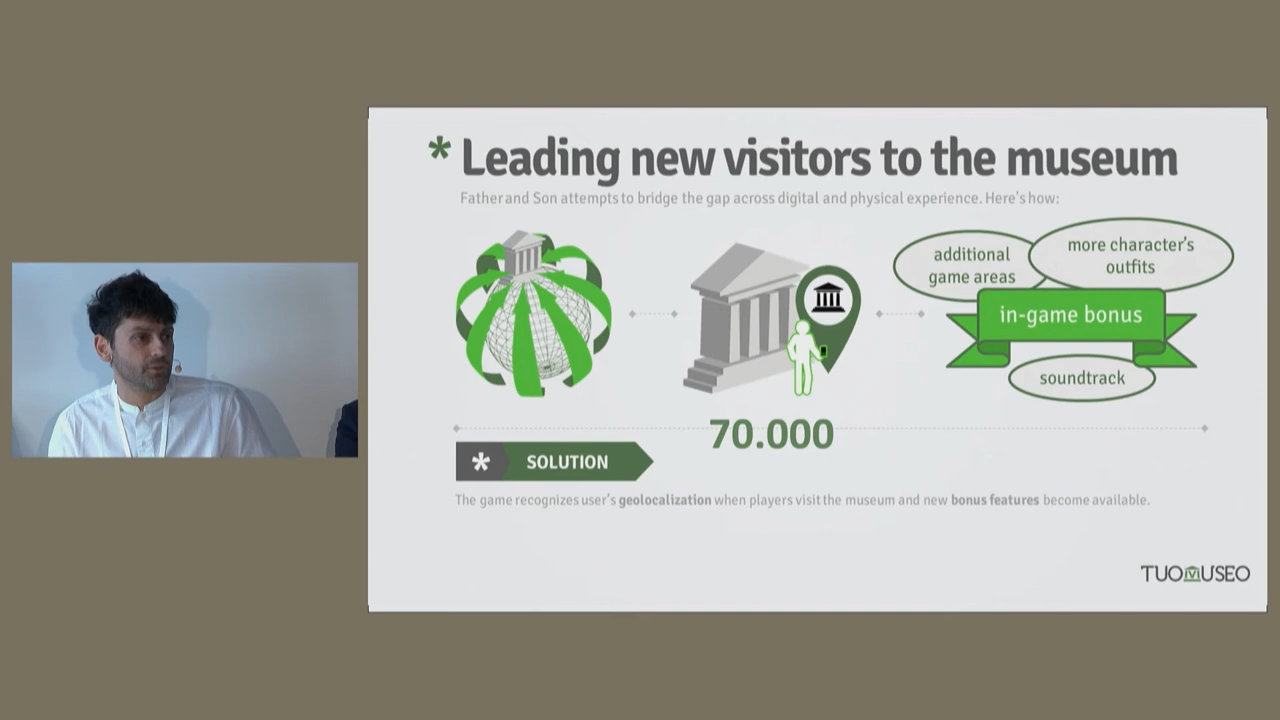 * Leading new visitors to the museum
Father and Son attempts to bridge the gap across digital and physical experience. Here's how:
additional
game areas
more character's
outfits
in-game bonus
soundtrack
70.000
* SOLUTION
The game recognizes user's geolocalization when players visit the museum and new bonus features become available.
TUOMUSEO